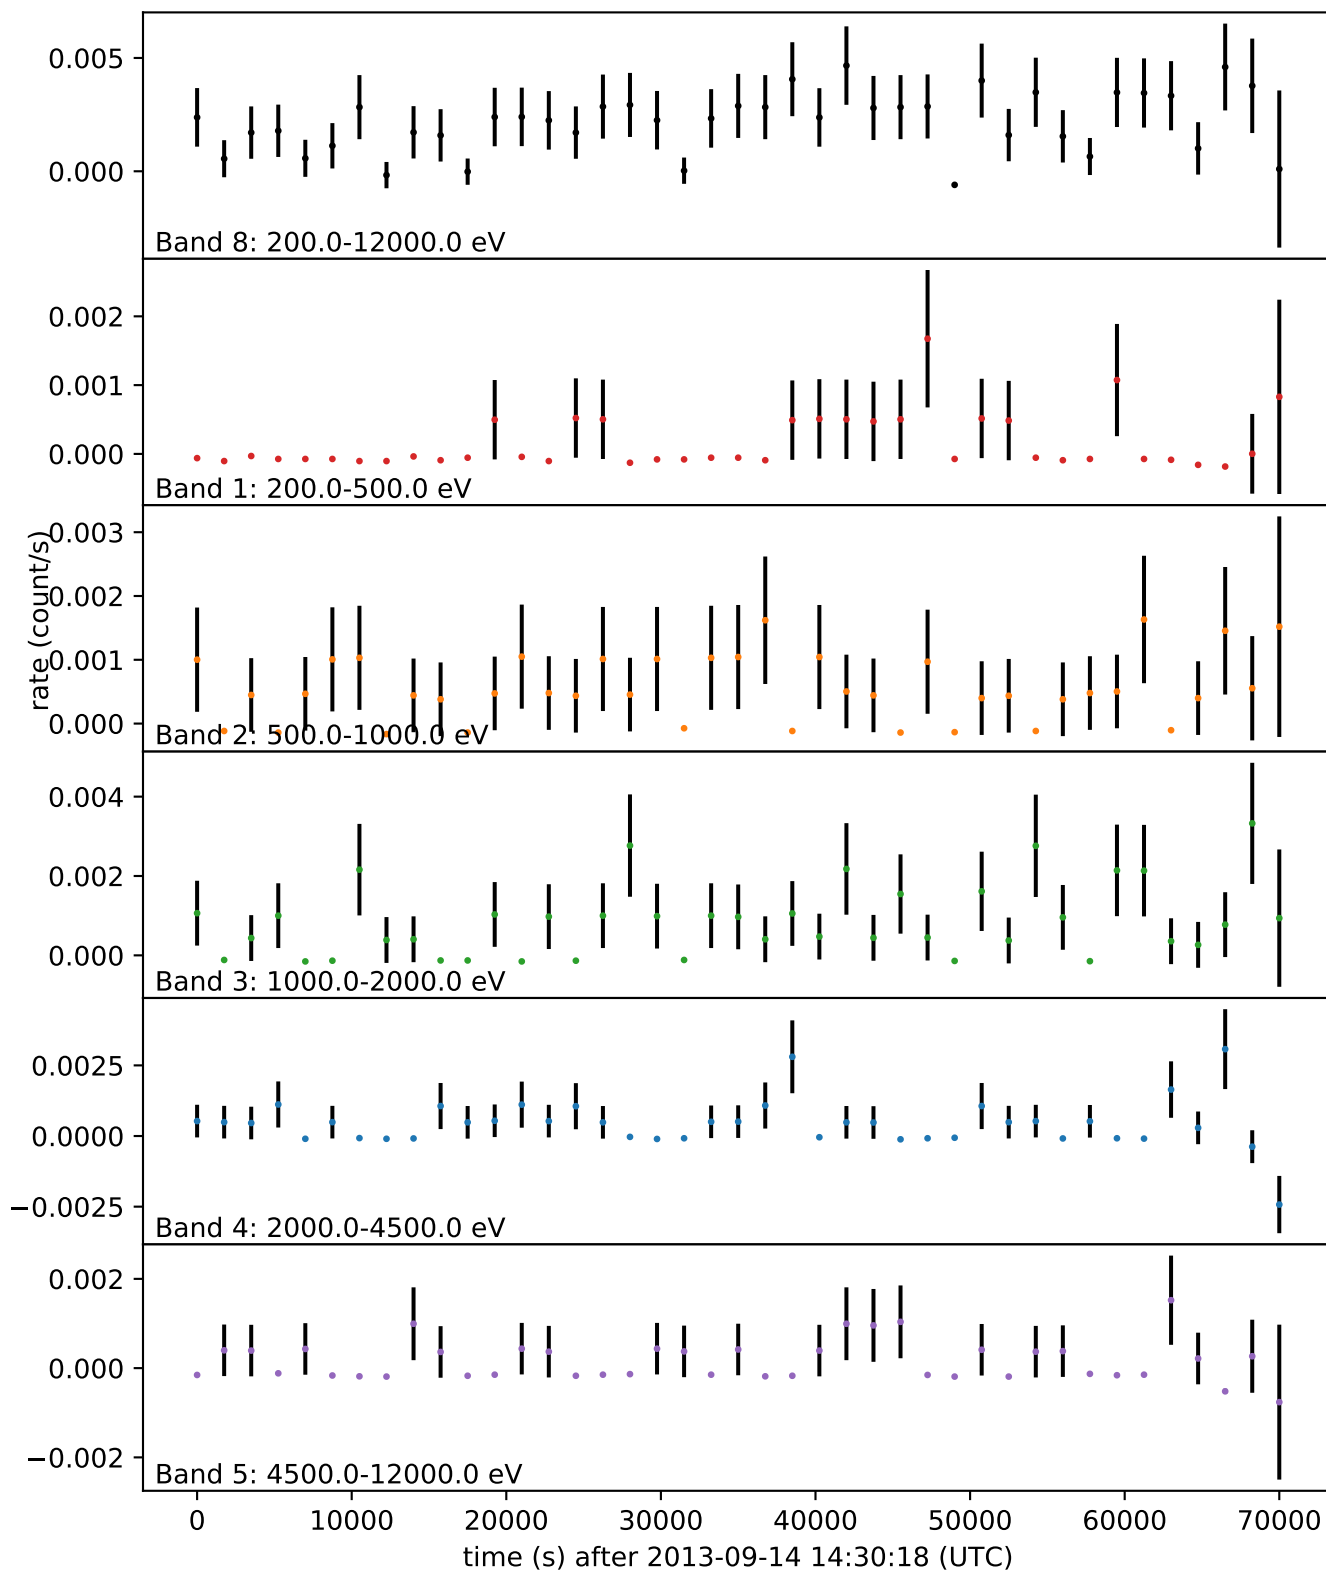 0.005
0.000
Band 8: 200.0-12000.0 eV
0.002
0.001
0.000
Band 1: 200.0-500.0 eV
rate (count/s)
0.003
0.002
0.001
0.000
Band 2: 500.0-1000.0 eV
0.004
0.002
0.000
Band 3: 1000.0-2000.0 eV
0.0025
0.0000
−0.0025
Band 4: 2000.0-4500.0 eV
0.002
0.000
−0.002
Band 5: 4500.0-12000.0 eV
0 10000 20000 30000 40000 50000 60000 70000
time (s) after 2013-09-14 14:30:18 (UTC)